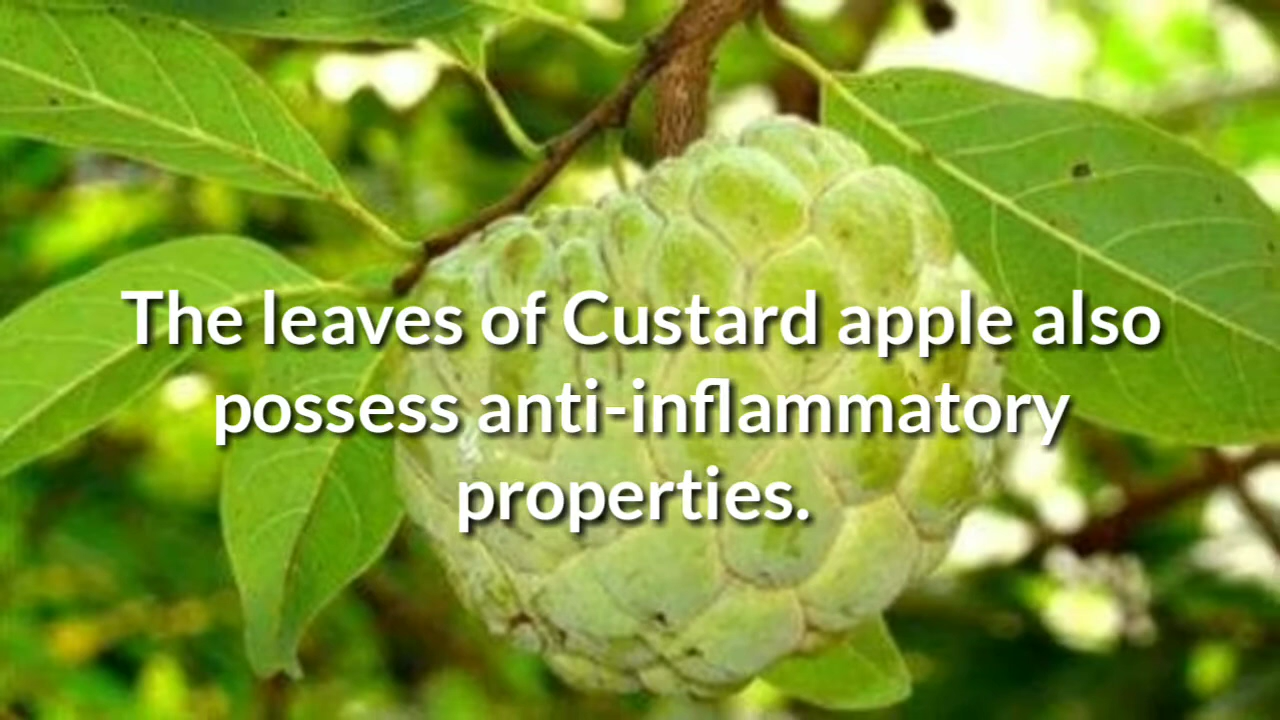 The leaves of Custard apple also
possess anti-inflammatory
properties.